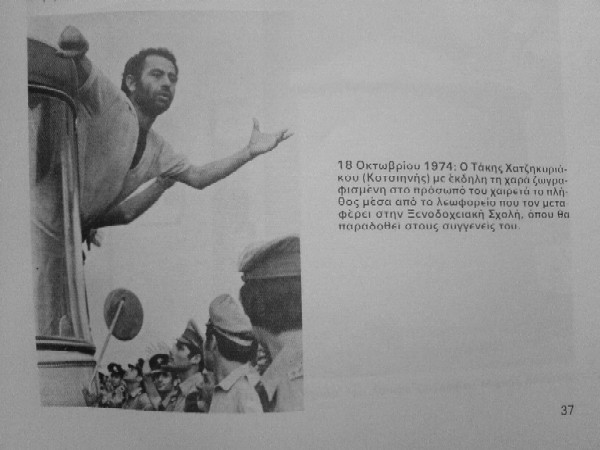 18 Οκτωβρίου 1974: Ο Τάκης Χατζηκυριά-
κου (Κυτσιηνής) με έκδηλη τη χαρά ζωγρα-
φισμένη στο πρόσωπό του χαιρετά το πλή-
θος μέσα από το λεωφορείο που τον μετα-
φέρει στην Ξενοδοχειακή Σχολή, όπου θα
παραδοθεί στους συγγενείς του.
37